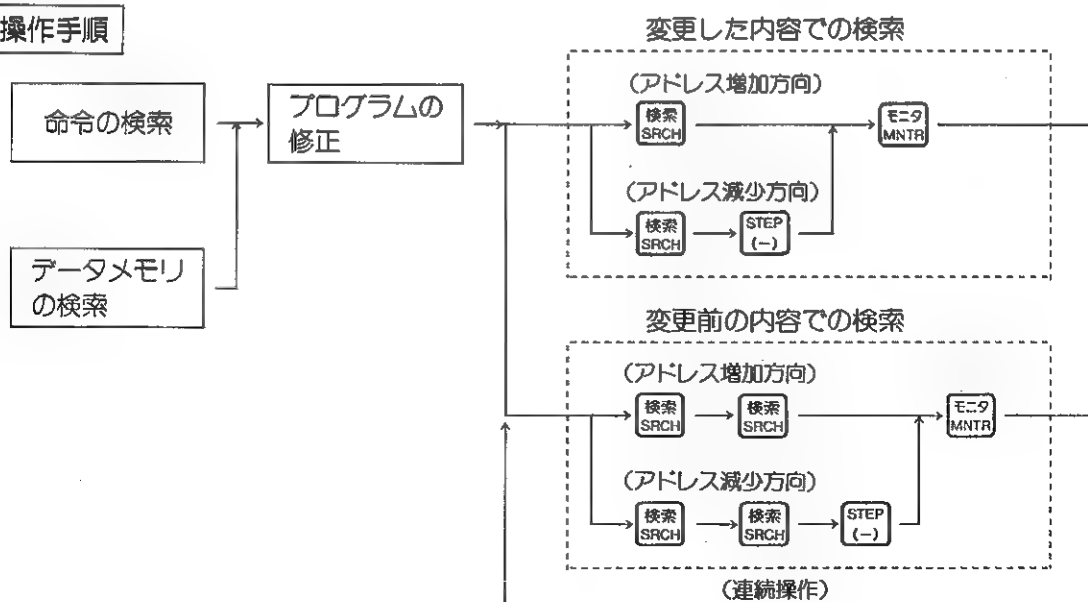 操作手順
命令の検索
データメモリ
の検索
プログラムの
修正
変更した内容での検索
(アドレス増加方向)
検索
SRCH
モニタ
MNTR
(アドレス減少方向)
検索
SRCH
STEP
(−)
変更前の内容での検索
(アドレス増加方向)
検索
SRCH
検索
SRCH
モニタ
MNTR
(アドレス減少方向)
検索
SRCH
検索
SRCH
STEP
(−)
(連続操作)